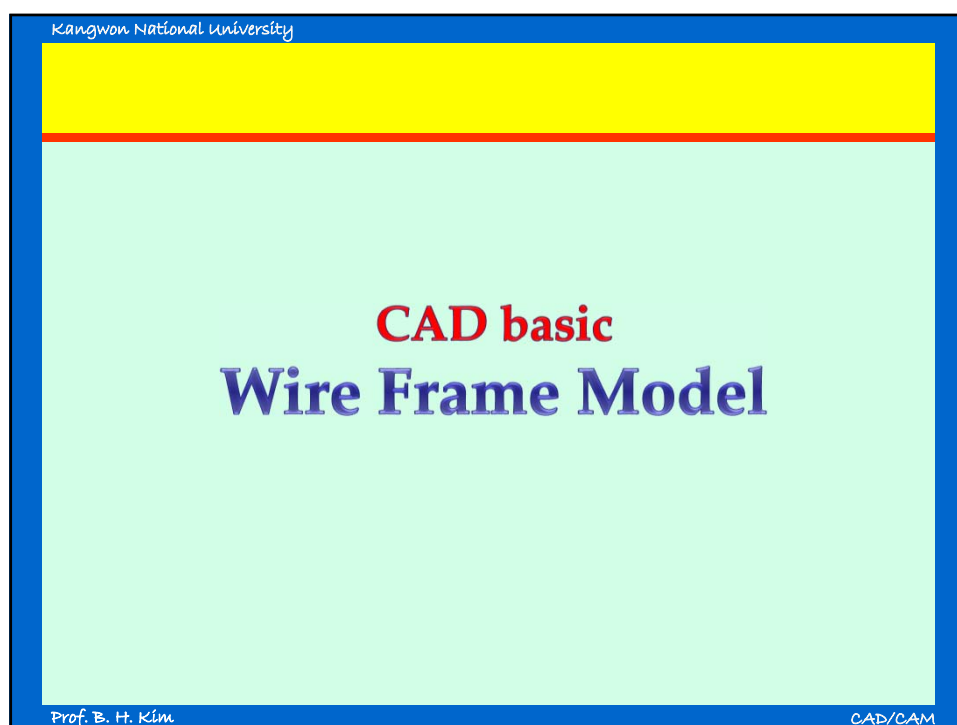 Kangwon National University
CAD basic
Wire Frame Model
Prof. B. H. Kim
CAD/CAM